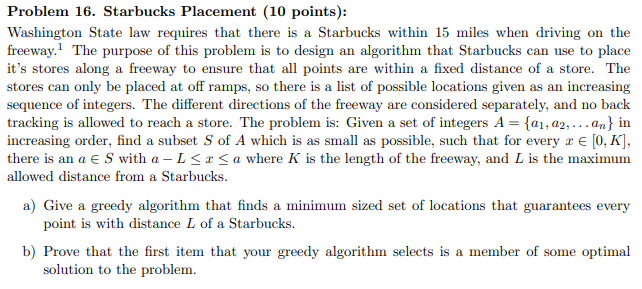 Problem 16. Starbucks Placement (10 points):
Washington State law requires that there is a Starbucks within 15 miles when driving on the
freeway.¹ The purpose of this problem is to design an algorithm that Starbucks can use to place
it's stores along a freeway to ensure that all points are within a fixed distance of a store. The
stores can only be placed at off ramps, so there is a list of possible locations given as an increasing
sequence of integers. The different directions of the freeway are considered separately, and no back
tracking is allowed to reach a store. The problem is: Given a set of integers A = {a₁, a₂, . . . aₙ} in
increasing order, find a subset S of A which is as small as possible, such that for every x ∈ [0, K],
there is an a ∈ S with a − L ≤ x ≤ a where K is the length of the freeway, and L is the maximum
allowed distance from a Starbucks.
a) Give a greedy algorithm that finds a minimum sized set of locations that guarantees every
point is with distance L of a Starbucks.
b) Prove that the first item that your greedy algorithm selects is a member of some optimal
solution to the problem.